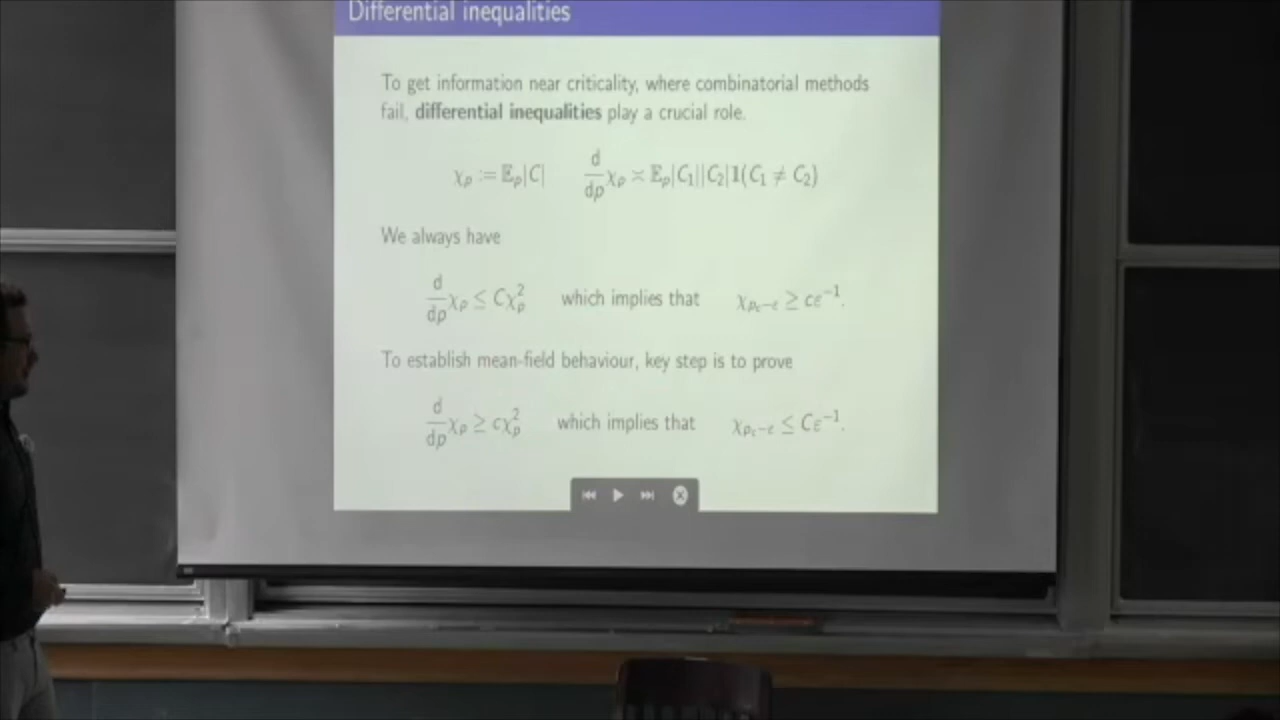 Differential inequalities
To get information near criticality, where combinatorial methods
fail, differential inequalities play a crucial role.
χ_p := 𝔼_p|C|     d/dp χ_p ≍ 𝔼_p|C_1||C_2|𝟙(C_1 ≠ C_2)
We always have
d/dp χ_p ≤ Cχ_p^2     which implies that     χ_{p_c−ε} ≥ cε^{−1}.
To establish mean-field behaviour, key step is to prove
d/dp χ_p ≥ cχ_p^2     which implies that     χ_{p_c−ε} ≤ Cε^{−1}.